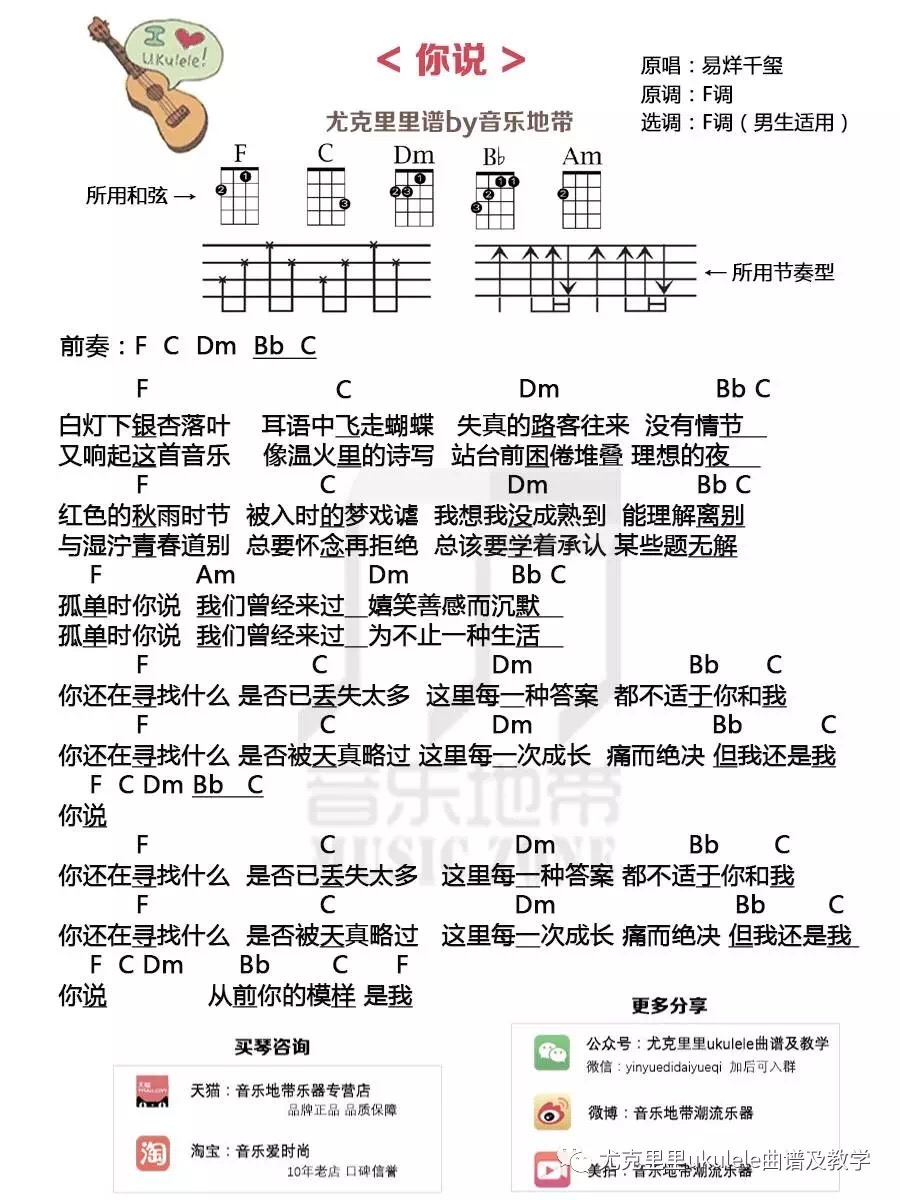 I ❤ UKulele!
< 你说 >
原唱：易烊千玺
原调：F调
选调：F调（男生适用）
尤克里里谱by音乐地带
F C Dm B♭ Am
所用和弦→
←所用节奏型
前奏：F C Dm Bb C
F C Dm Bb C
白灯下银杏落叶 耳语中飞走蝴蝶 失真的路客往来 没有情节
又响起这首音乐 像温火里的诗写 站台前困倦堆叠 理想的夜
F C Dm Bb C
红色的秋雨时节 被入时的梦戏谑 我想我没成熟到 能理解离别
与湿泞青春道别 总要怀念再拒绝 总该要学着承认 某些题无解
F Am Dm Bb C
孤单时你说 我们曾经来过 嬉笑善感而沉默
孤单时你说 我们曾经来过 为不止一种生活
F C Dm Bb C
你还在寻找什么 是否已丢失太多 这里每一种答案 都不适于你和我
F C Dm Bb C
你还在寻找什么 是否被天真略过 这里每一次成长 痛而绝决 但我还是我
F C Dm Bb C
你说
F C Dm Bb C
你还在寻找什么 是否已丢失太多 这里每一种答案 都不适于你和我
F C Dm Bb C
你还在寻找什么 是否被天真略过 这里每一次成长 痛而绝决 但我还是我
F C Dm Bb C F
你说 从前你的模样 是我
音乐地带
MUSIC ZONE
买琴咨询
天猫：音乐地带乐器专营店
品牌正品 品质保障
淘宝：音乐爱时尚
10年老店 口碑信誉
更多分享
公众号：尤克里里ukulele曲谱及教学
微信：yinyuedidaiyueqi 加后可入群
微博：音乐地带潮流乐器
美拍：音乐地带潮流乐器
尤克里里ukulele曲谱及教学